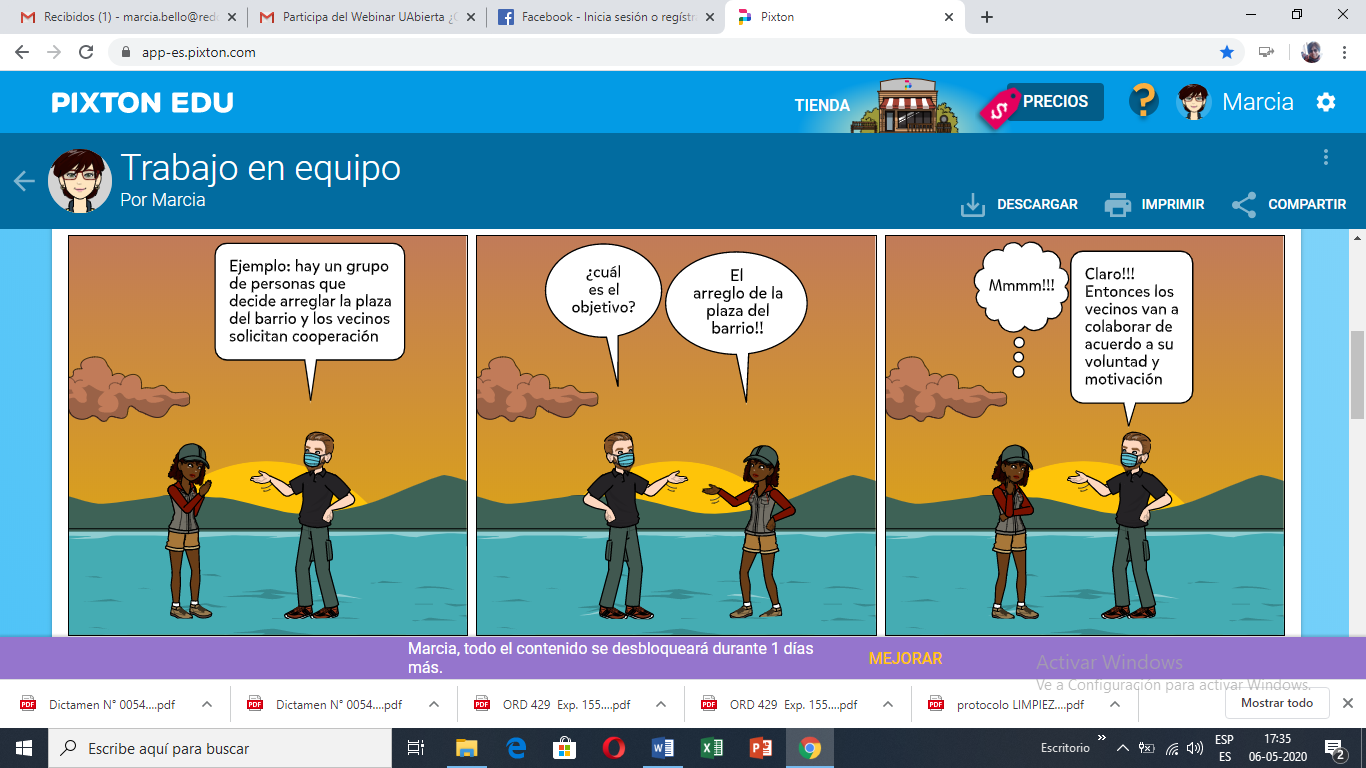 Recibidos (1) - marcia.bello@red
Participa del Webinar UAbierta ¿C
Facebook - Inicia sesión o regístra
Pixton
app-es.pixton.com
PIXTON EDU
TIENDA
PRECIOS
Marcia
Trabajo en equipo
Por Marcia
DESCARGAR
IMPRIMIR
COMPARTIR
Ejemplo: hay un grupo
de personas que
decide arreglar la plaza
del barrio y los vecinos
solicitan cooperación
¿cuál
es el
objetivo?
El
arreglo de la
plaza del
barrio!!
Mmmm!!!
Claro!!!
Entonces los
vecinos van a
colaborar de
acuerdo a su
voluntad y
motivación
Marcia, todo el contenido se desbloqueará durante 1 días
más.
MEJORAR
Activar Windows
Ve a Configuración para activar Windows.
Dictamen N° 0054....pdf
Dictamen N° 0054....pdf
ORD 429 Exp. 155....pdf
ORD 429 Exp. 155....pdf
protocolo LIMPIEZ....pdf
Mostrar todo
Escribe aquí para buscar
Escritorio
ESP
ES
17:35
06-05-2020
2